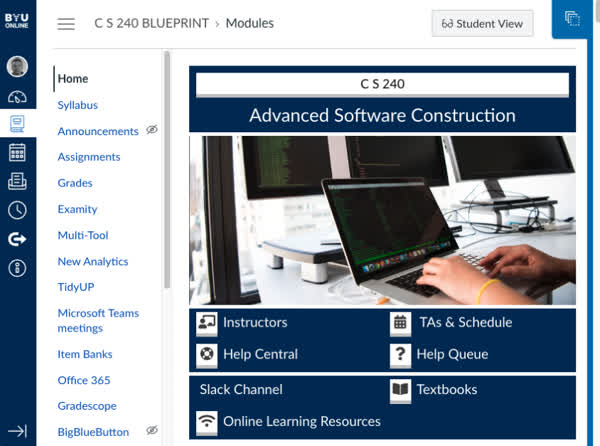 BYU
ONLINE
C S 240 BLUEPRINT > Modules
Student View
Home
Syllabus
Announcements
Assignments
Grades
Examity
Multi-Tool
New Analytics
TidyUP
Microsoft Teams
meetings
Item Banks
Office 365
Gradescope
BigBlueButton
C S 240
Advanced Software Construction
Instructors
TAs & Schedule
Help Central
? Help Queue
Slack Channel
Textbooks
Online Learning Resources